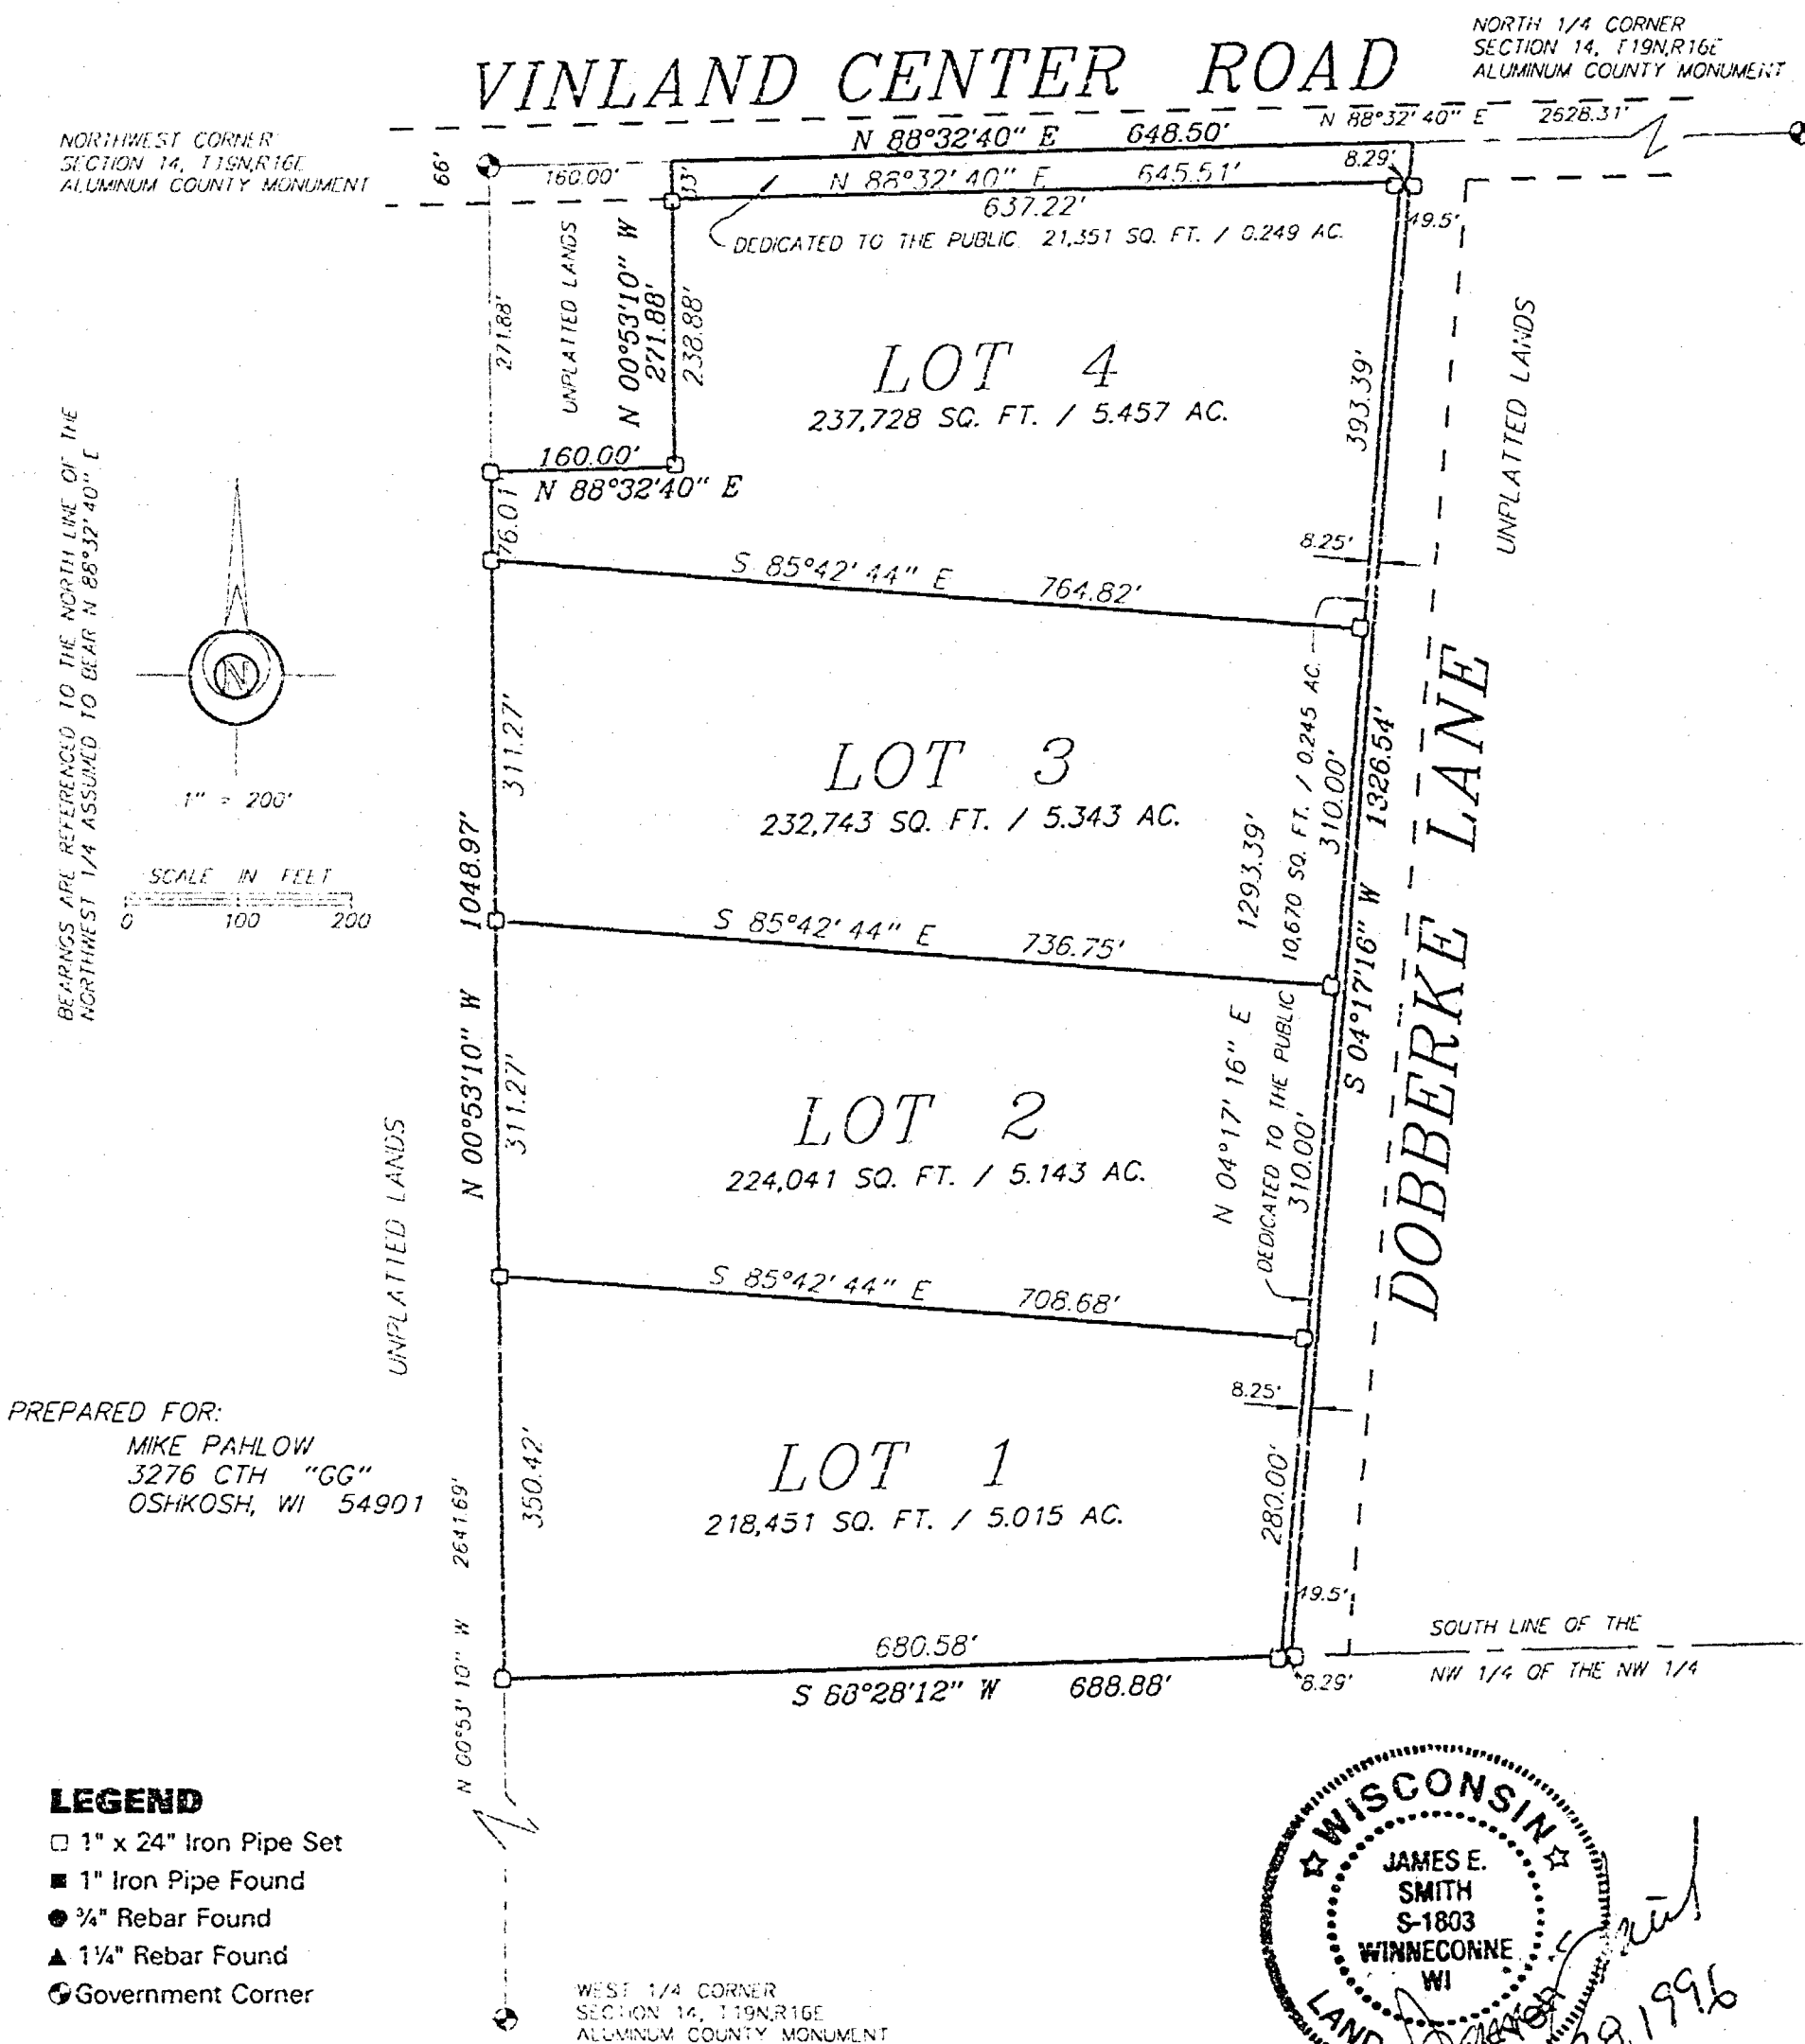 VINLAND CENTER ROAD
NORTH 1/4 CORNER
SECTION 14, T19N,R16E
ALUMINUM COUNTY MONUMENT
NORTHWEST CORNER
SECTION 14, T19N,R16E
ALUMINUM COUNTY MONUMENT
66'
N 88°32'40" E 648.50'
N 88°32'40" E 2628.31'
160.00'
33'
N 88°32'40" E 645.51'
8.29'
637.22'
49.5'
DEDICATED TO THE PUBLIC 21,351 SQ. FT. / 0.249 AC.
271.88'
UNPLATTED LANDS
N 00°53'10" W
271.88'
238.88'
LOT 4
237,728 SQ. FT. / 5.457 AC.
393.39'
UNPLATTED LANDS
160.00'
N 88°32'40" E
76.01'
8.25'
S 85°42'44" E 764.82'
BEARINGS ARE REFERENCED TO THE NORTH LINE OF THE
NORTHWEST 1/4 ASSUMED TO BEAR N 88°32'40" E
N
1" = 200'
SCALE IN FEET
0 100 200
311.27'
LOT 3
232,743 SQ. FT. / 5.343 AC.
310.00'
1293.39'
N 04°17'16" E
DEDICATED TO THE PUBLIC 10,670 SQ. FT. / 0.245 AC.
S 04°17'16" W 1326.54'
DOBBERKE LANE
N 00°53'10" W 1048.97'
S 85°42'44" E 736.75'
311.27'
LOT 2
224,041 SQ. FT. / 5.143 AC.
310.00'
UNPLATTED LANDS
S 85°42'44" E 708.68'
8.25'
PREPARED FOR:
MIKE PAHLOW
3276 CTH "GG"
OSHKOSH, WI 54901
350.42'
LOT 1
218,451 SQ. FT. / 5.015 AC.
280.00'
49.5'
N 00°53'10" W 2641.69'
680.58'
S 88°28'12" W 688.88'
8.29'
SOUTH LINE OF THE
NW 1/4 OF THE NW 1/4
LEGEND
1" x 24" Iron Pipe Set
1" Iron Pipe Found
¾" Rebar Found
1¼" Rebar Found
Government Corner
WEST 1/4 CORNER
SECTION 14, T19N,R16E
ALUMINUM COUNTY MONUMENT
WISCONSIN
JAMES E.
SMITH
S-1803
WINNECONNE
WI
LAND
1996